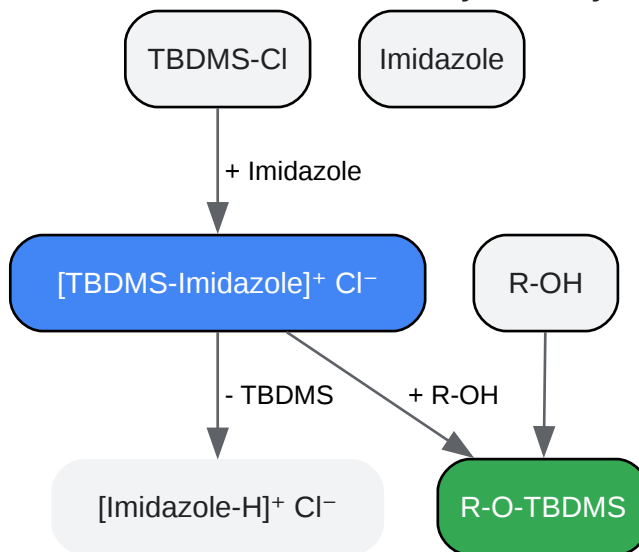 TBDMS-Cl
Imidazole
+ Imidazole
[TBDMS-Imidazole]⁺ Cl⁻
R-OH
- TBDMS
+ R-OH
[Imidazole-H]⁺ Cl⁻
R-O-TBDMS